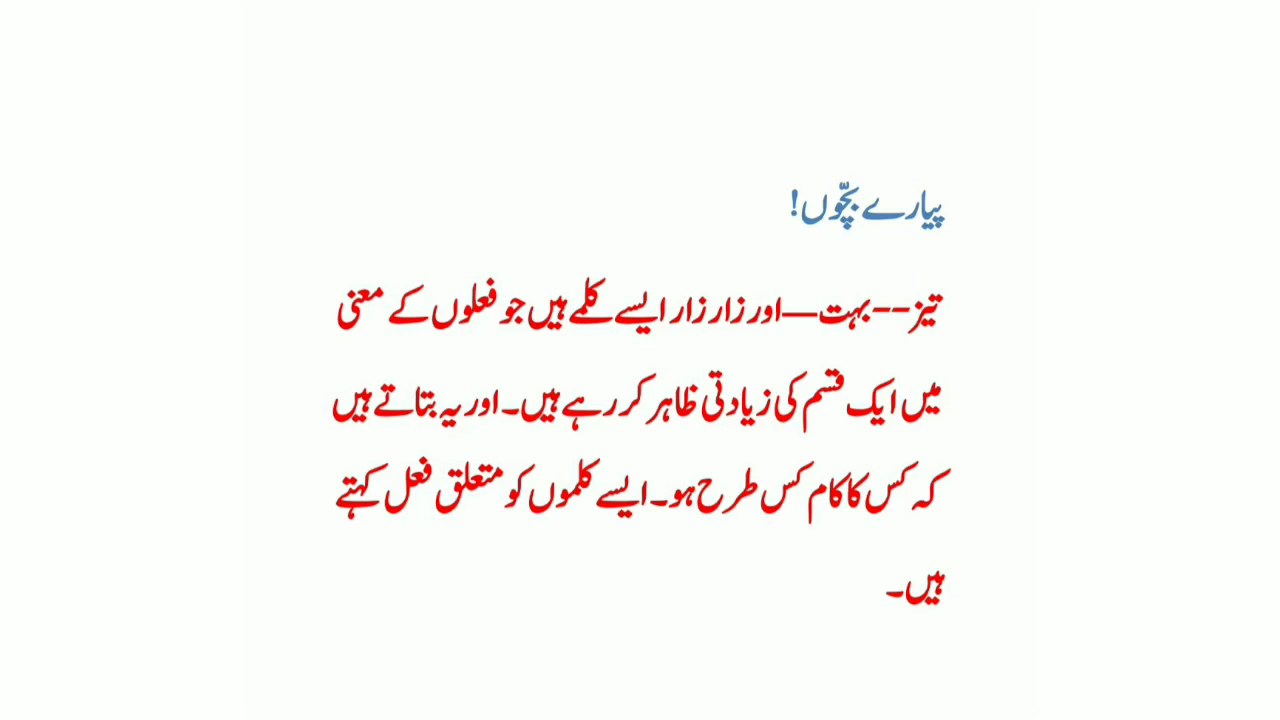 پیارے بچّوں!
تیز--بہت—اور زار زار ایسے کلمے ہیں جو فعلوں کے معنی
میں ایک قسم کی زیادتی ظاہر کر رہے ہیں۔ اور یہ بتاتے ہیں
کہ کس کا کام کس طرح ہو۔ ایسے کلموں کو متعلق فعل کہتے
ہیں۔